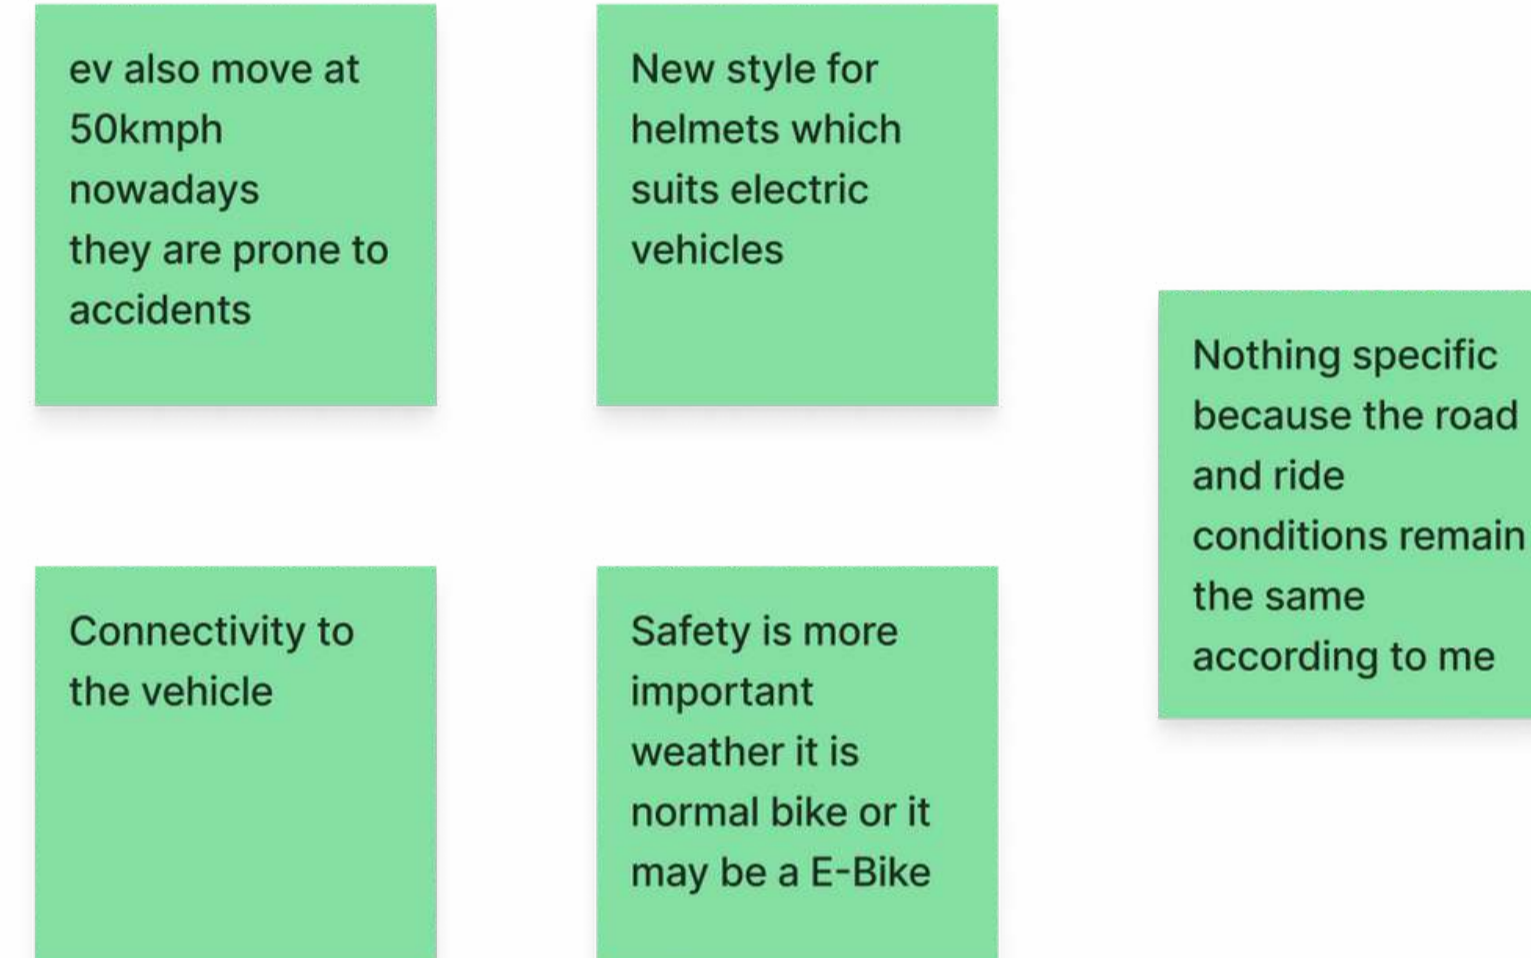 ev also move at
50kmph
nowadays
they are prone to
accidents
New style for
helmets which
suits electric
vehicles
Nothing specific
because the road
and ride
conditions remain
the same
according to me
Connectivity to
the vehicle
Safety is more
important
weather it is
normal bike or it
may be a E-Bike